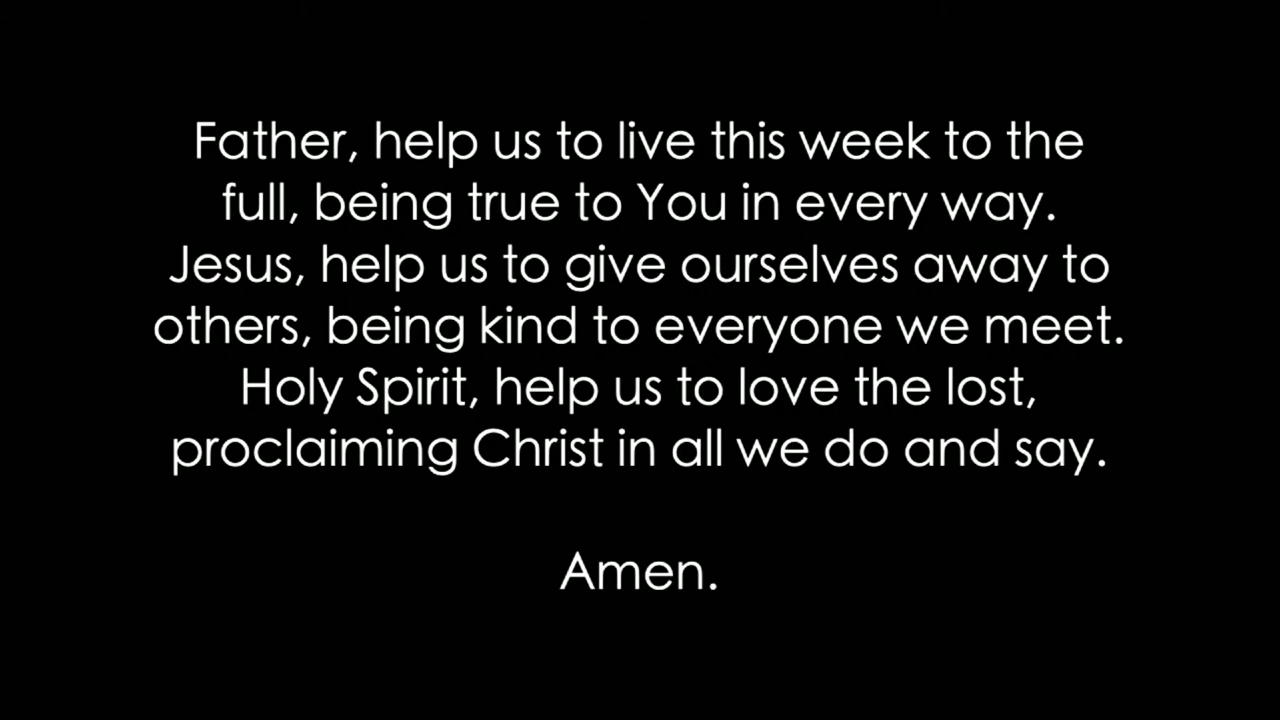 Father, help us to live this week to the
full, being true to You in every way.
Jesus, help us to give ourselves away to
others, being kind to everyone we meet.
Holy Spirit, help us to love the lost,
proclaiming Christ in all we do and say.
Amen.